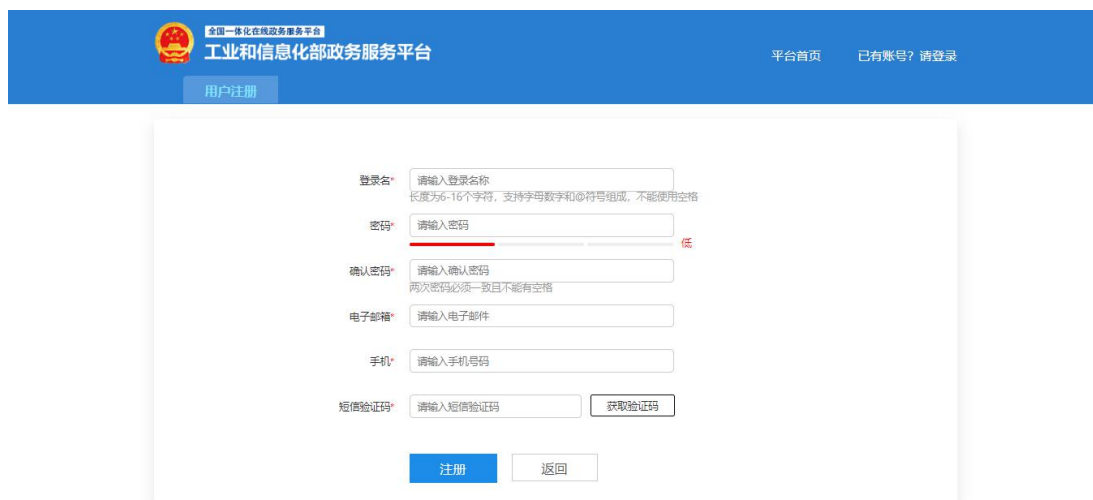 全国一体化在线政务服务平台
工业和信息化部政务服务平台
平台首页 已有账号？请登录
用户注册
登录名* 请输入登录名称
长度为6-16个字符，支持字母数字和@符号组成，不能使用空格
密码* 请输入密码
低
确认密码* 请输入确认密码
两次密码必须一致且不能有空格
电子邮箱* 请输入电子邮件
手机* 请输入手机号码
短信验证码* 请输入短信验证码 获取验证码
注册 返回